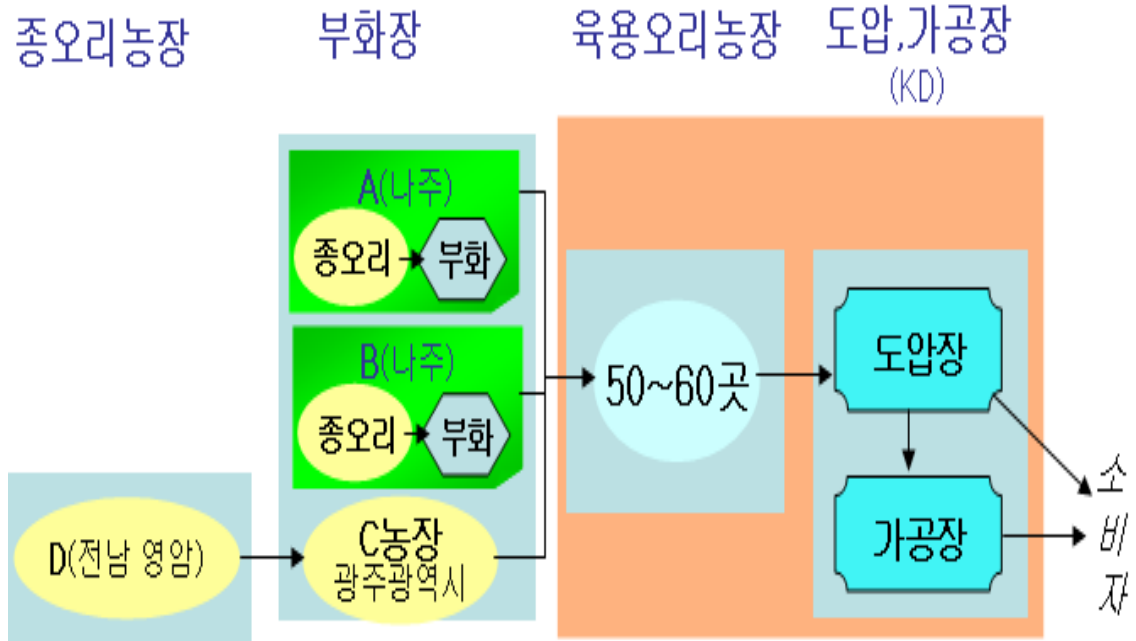 종오리농장
부화장
육용오리농장
도압,가공장
(KD)
A(나주)
종오리
부화
B(나주)
종오리
부화
50~60곳
도압장
가공장
D(전남 영암)
C농장
광주광역시
소
비
자